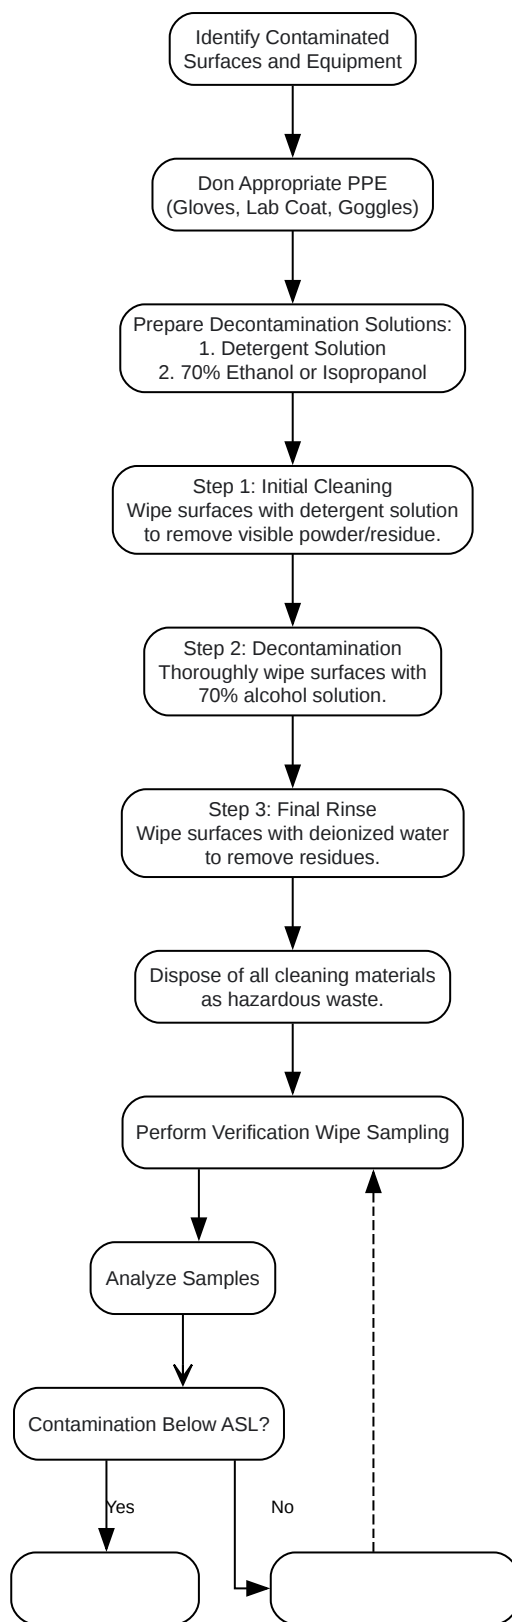 Identify Contaminated
Surfaces and Equipment
Don Appropriate PPE
(Gloves, Lab Coat, Goggles)
Prepare Decontamination Solutions:
1. Detergent Solution
2. 70% Ethanol or Isopropanol
Step 1: Initial Cleaning
Wipe surfaces with detergent solution
to remove visible powder/residue.
Step 2: Decontamination
Thoroughly wipe surfaces with
70% alcohol solution.
Step 3: Final Rinse
Wipe surfaces with deionized water
to remove residues.
Dispose of all cleaning materials
as hazardous waste.
Perform Verification Wipe Sampling
Analyze Samples
Contamination Below ASL?
Yes
No